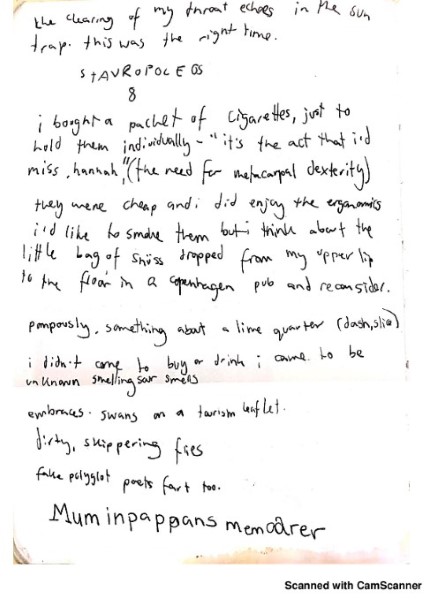 the clearing of my throat echoes in the sun
trap. this was the right time.
STAVROPOLEOS
8
i bought a packet of cigarettes, just to
hold them individually - "it's the act that i'd
miss, hannah," (the need for metacarpal dexterity)
they were cheap and i did enjoy the ergonomics
i'd like to smoke them but i think about the
little bag of snüss dropped from my upper lip
to the floor in a copenhagen pub and reconsider.
pompously, something about a lime quarter (dash, slice)
i didn't come to buy or drink i came to be
unknown smelling sour smells
embraces. swans on a tourism leaflet.
dirty, skippering
fake polyglot poets fart too.
Muminpappans memoarer
Scanned with CamScanner